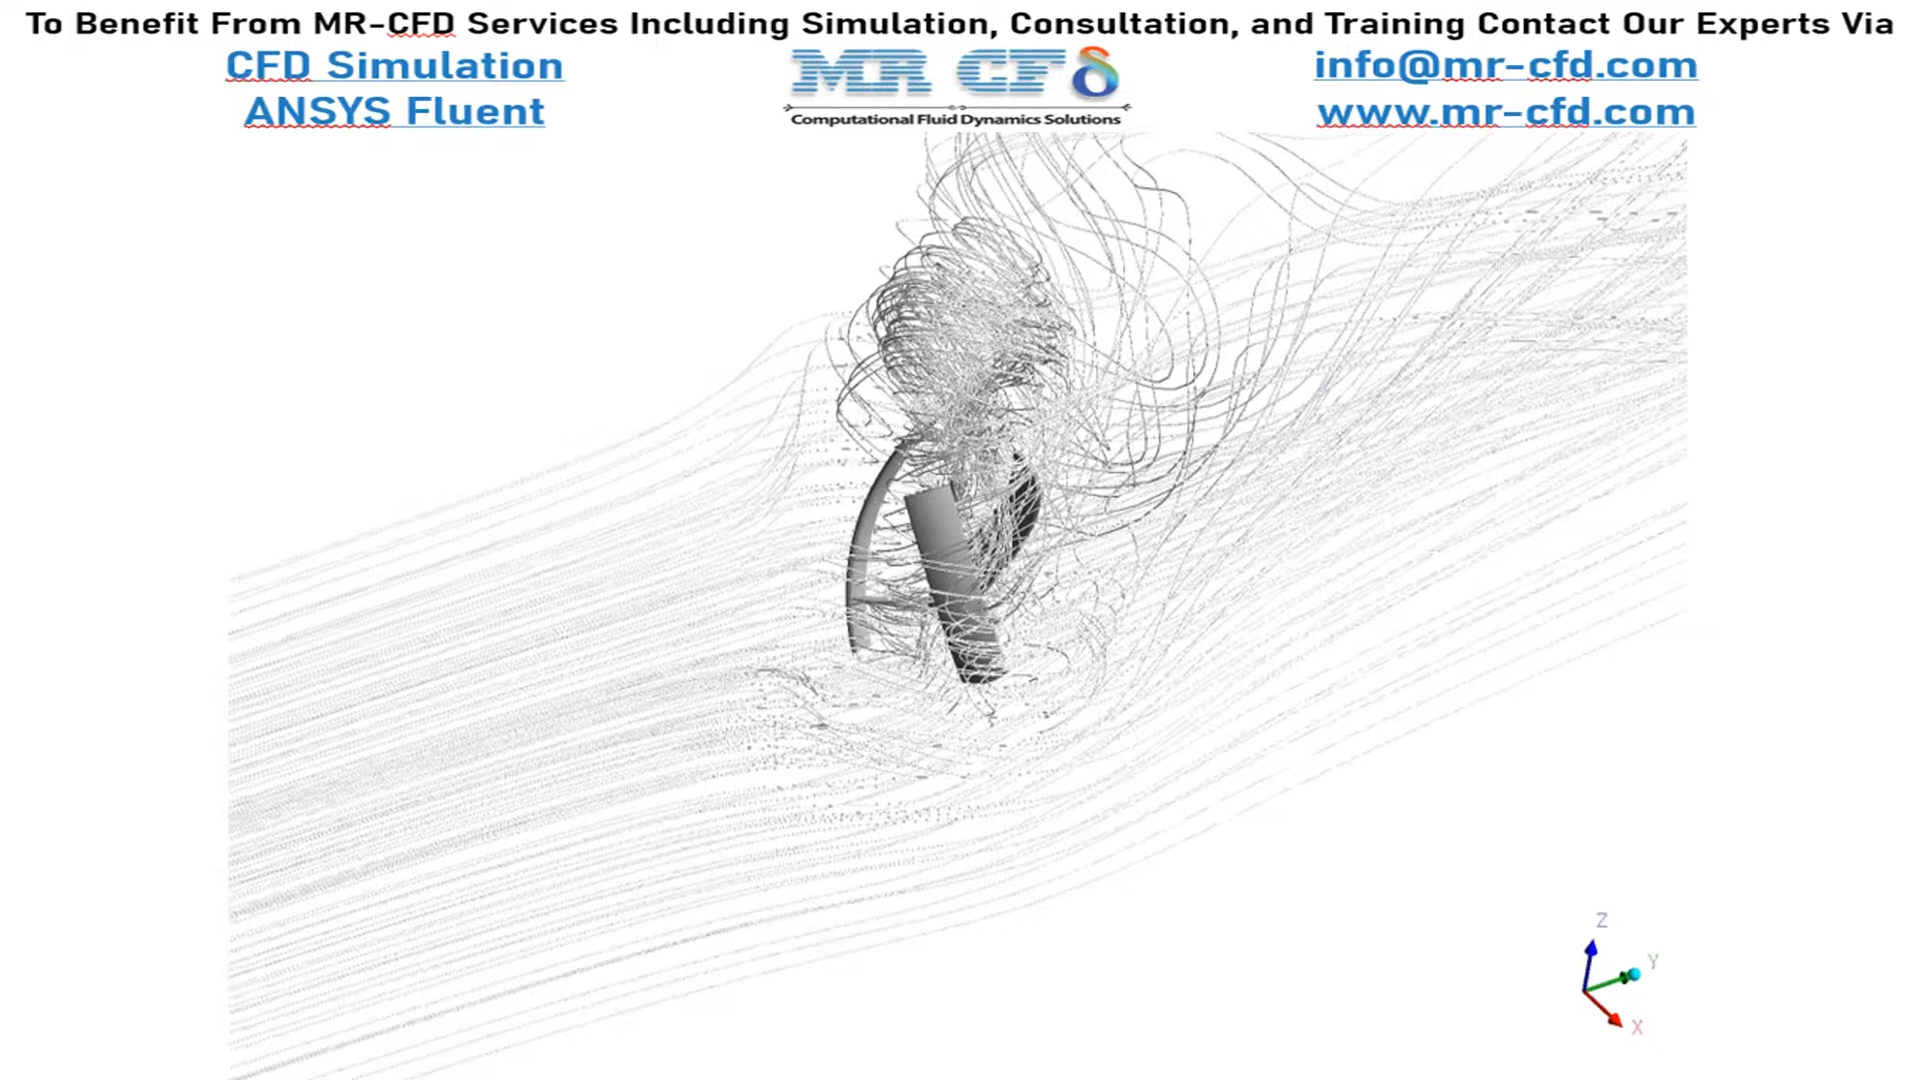 To Benefit From MR-CFD Services Including Simulation, Consultation, and Training Contact Our Experts Via
CFD Simulation
ANSYS Fluent
MR CFδ
Computational Fluid Dynamics Solutions
info@mr-cfd.com
www.mr-cfd.com
Z
Y
X